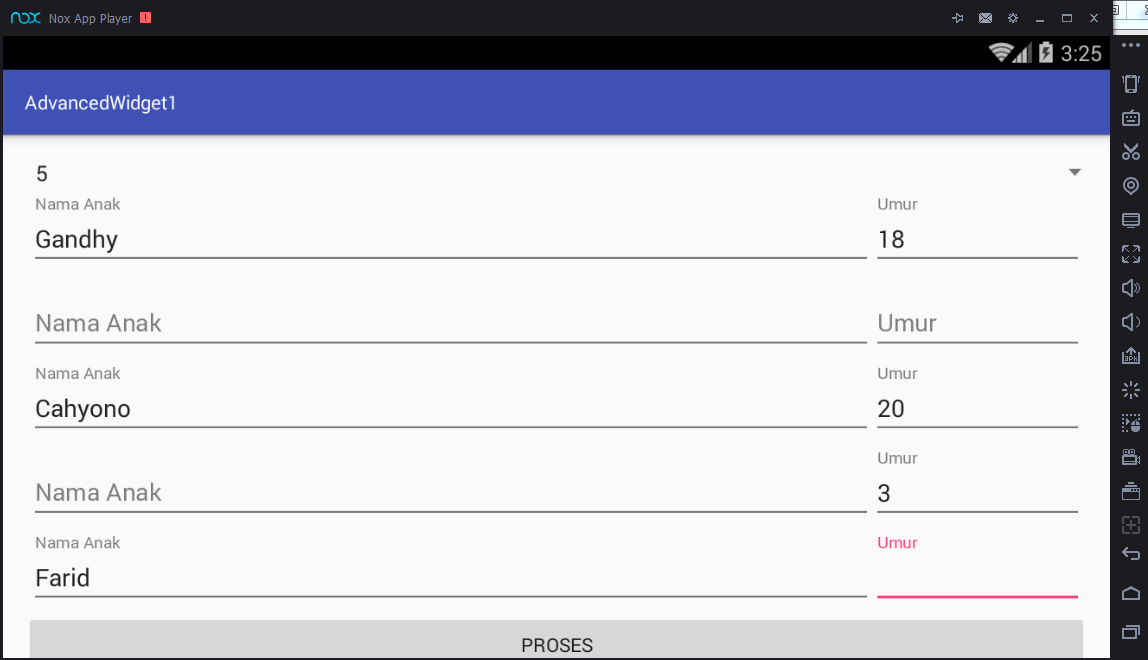 nox Nox App Player
3:25
AdvancedWidget1
5
Nama Anak Umur
Gandhy 18
Nama Anak Umur
Nama Anak Umur
Cahyono 20
Umur
Nama Anak 3
Nama Anak Umur
Farid
PROSES